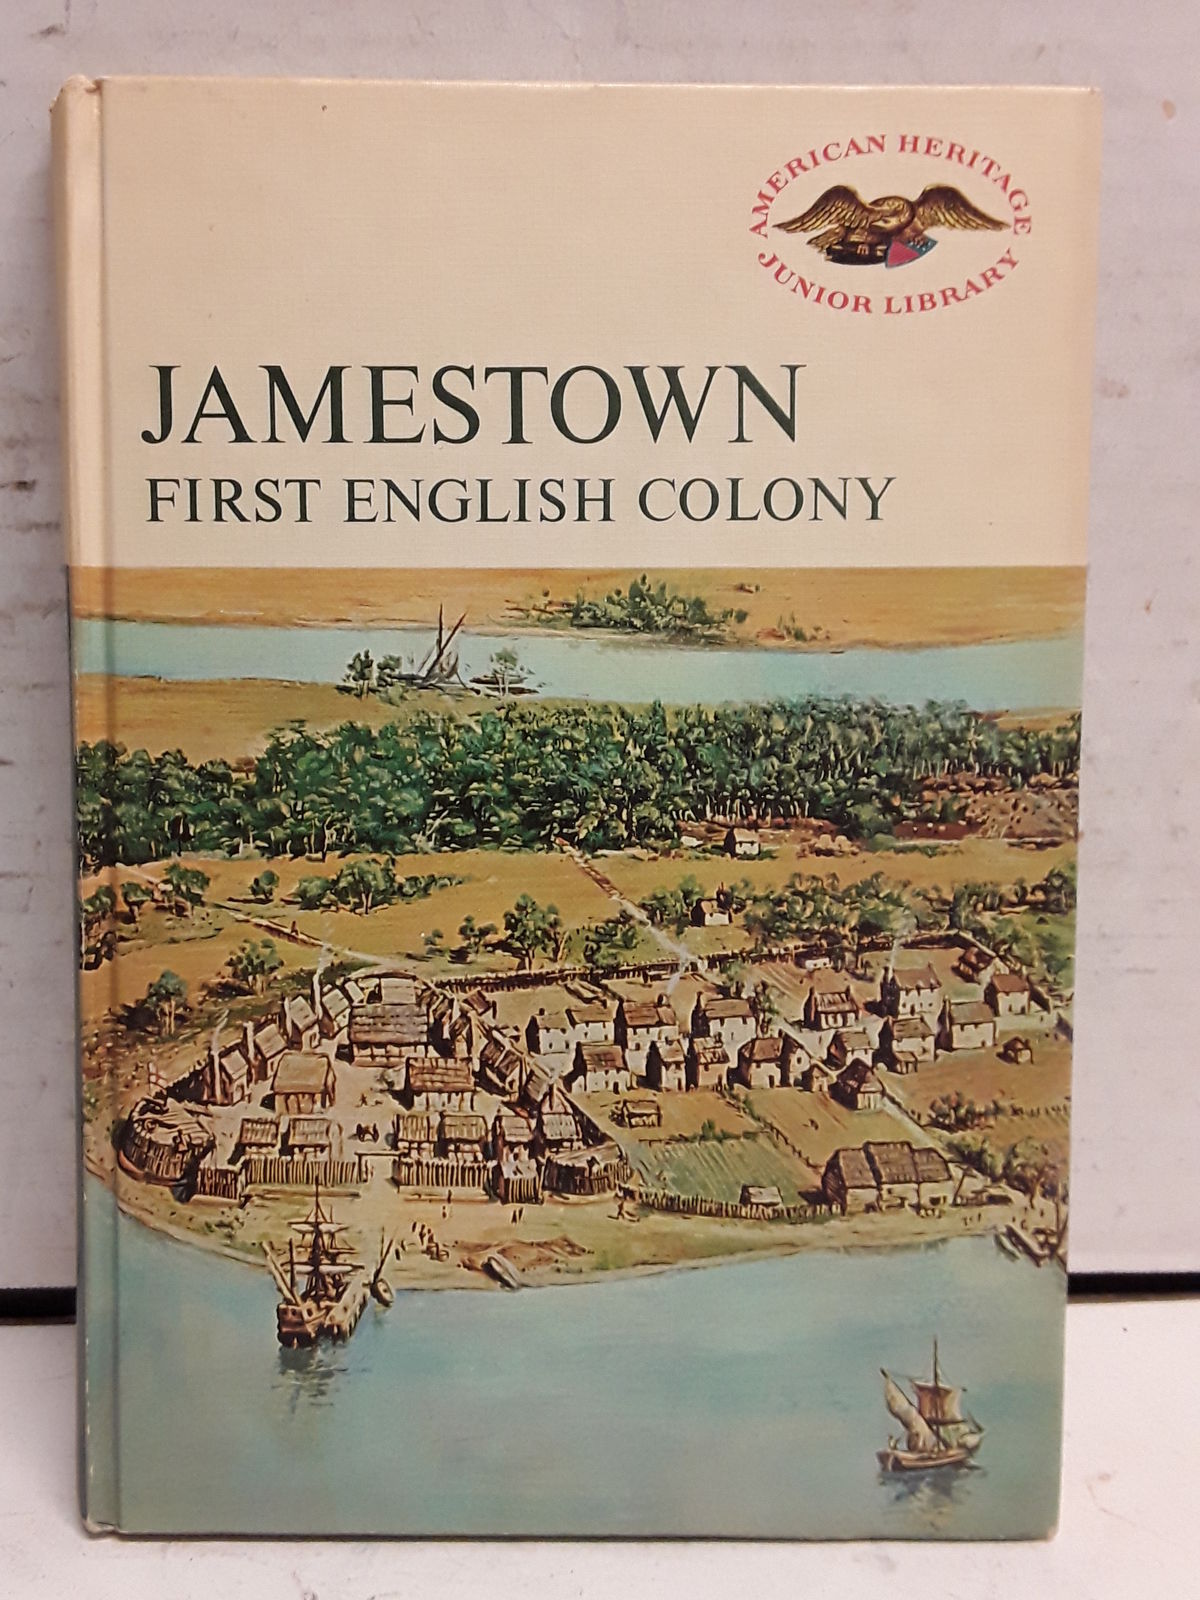 AMERICAN HERITAGE
JUNIOR LIBRARY
JAMESTOWN
FIRST ENGLISH COLONY